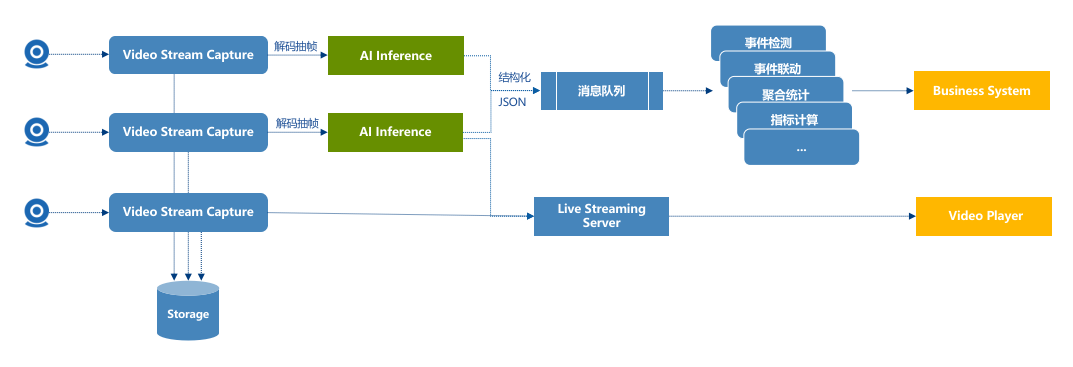 Video Stream Capture
解码抽帧
AI Inference
结构化
JSON
消息队列
事件检测
事件联动
聚合统计
指标计算
...
Business System
Video Stream Capture
解码抽帧
AI Inference
Video Stream Capture
Live Streaming
Server
Video Player
Storage